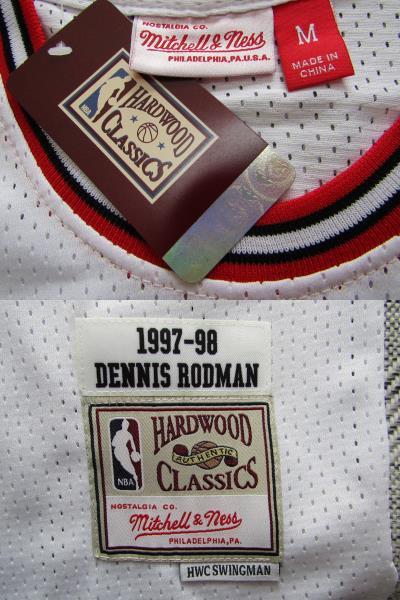 NOSTALGIA CO.
Mitchell & Ness
PHILADELPHIA, PA. U.S.A.
M
MADE IN
CHINA
NBA
HARDWOOD
CLASSICS
1997-98
DENNIS RODMAN
HARDWOOD
AUTHENTIC
CLASSICS
NBA
NOSTALGIA CO.
Mitchell & Ness
PHILADELPHIA, PA.
HWC SWINGMAN